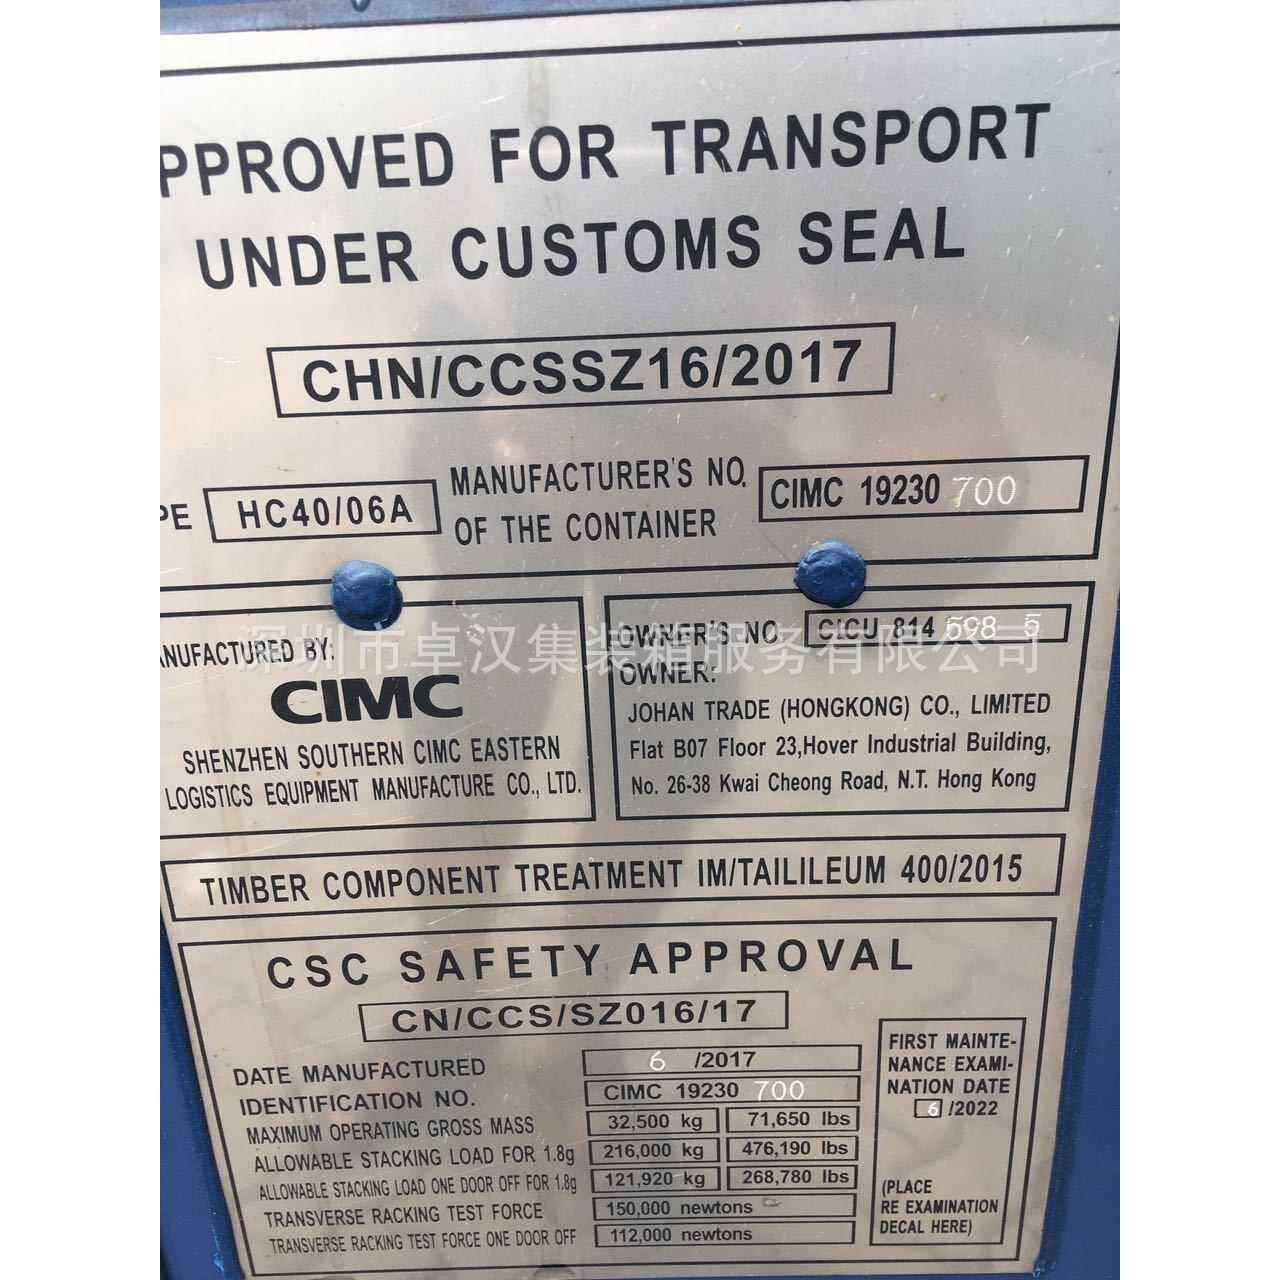 PPROVED FOR TRANSPORT
UNDER CUSTOMS SEAL
CHN/CCSSZ16/2017
PE HC40/06A MANUFACTURER'S NO. OF THE CONTAINER CIMC 19230 700
ANUFACTURED BY:
CIMC
SHENZHEN SOUTHERN CIMC EASTERN
LOGISTICS EQUIPMENT MANUFACTURE CO., LTD.
OWNER'S NO. CICU 814 598 5
OWNER:
JOHAN TRADE (HONGKONG) CO., LIMITED
Flat B07 Floor 23,Hover Industrial Building,
No. 26-38 Kwai Cheong Road, N.T. Hong Kong
深圳市卓汉集装箱服务有限公司
TIMBER COMPONENT TREATMENT IM/TAILILEUM 400/2015
CSC SAFETY APPROVAL
CN/CCS/SZ016/17
DATE MANUFACTURED 6 /2017
IDENTIFICATION NO. CIMC 19230 700
MAXIMUM OPERATING GROSS MASS 32,500 kg 71,650 lbs
ALLOWABLE STACKING LOAD FOR 1.8g 216,000 kg 476,190 lbs
ALLOWABLE STACKING LOAD ONE DOOR OFF FOR 1.8g 121,920 kg 268,780 lbs
TRANSVERSE RACKING TEST FORCE 150,000 newtons
TRANSVERSE RACKING TEST FORCE ONE DOOR OFF 112,000 newtons
FIRST MAINTE-
NANCE EXAMI-
NATION DATE
6 /2022
(PLACE
RE EXAMINATION
DECAL HERE)